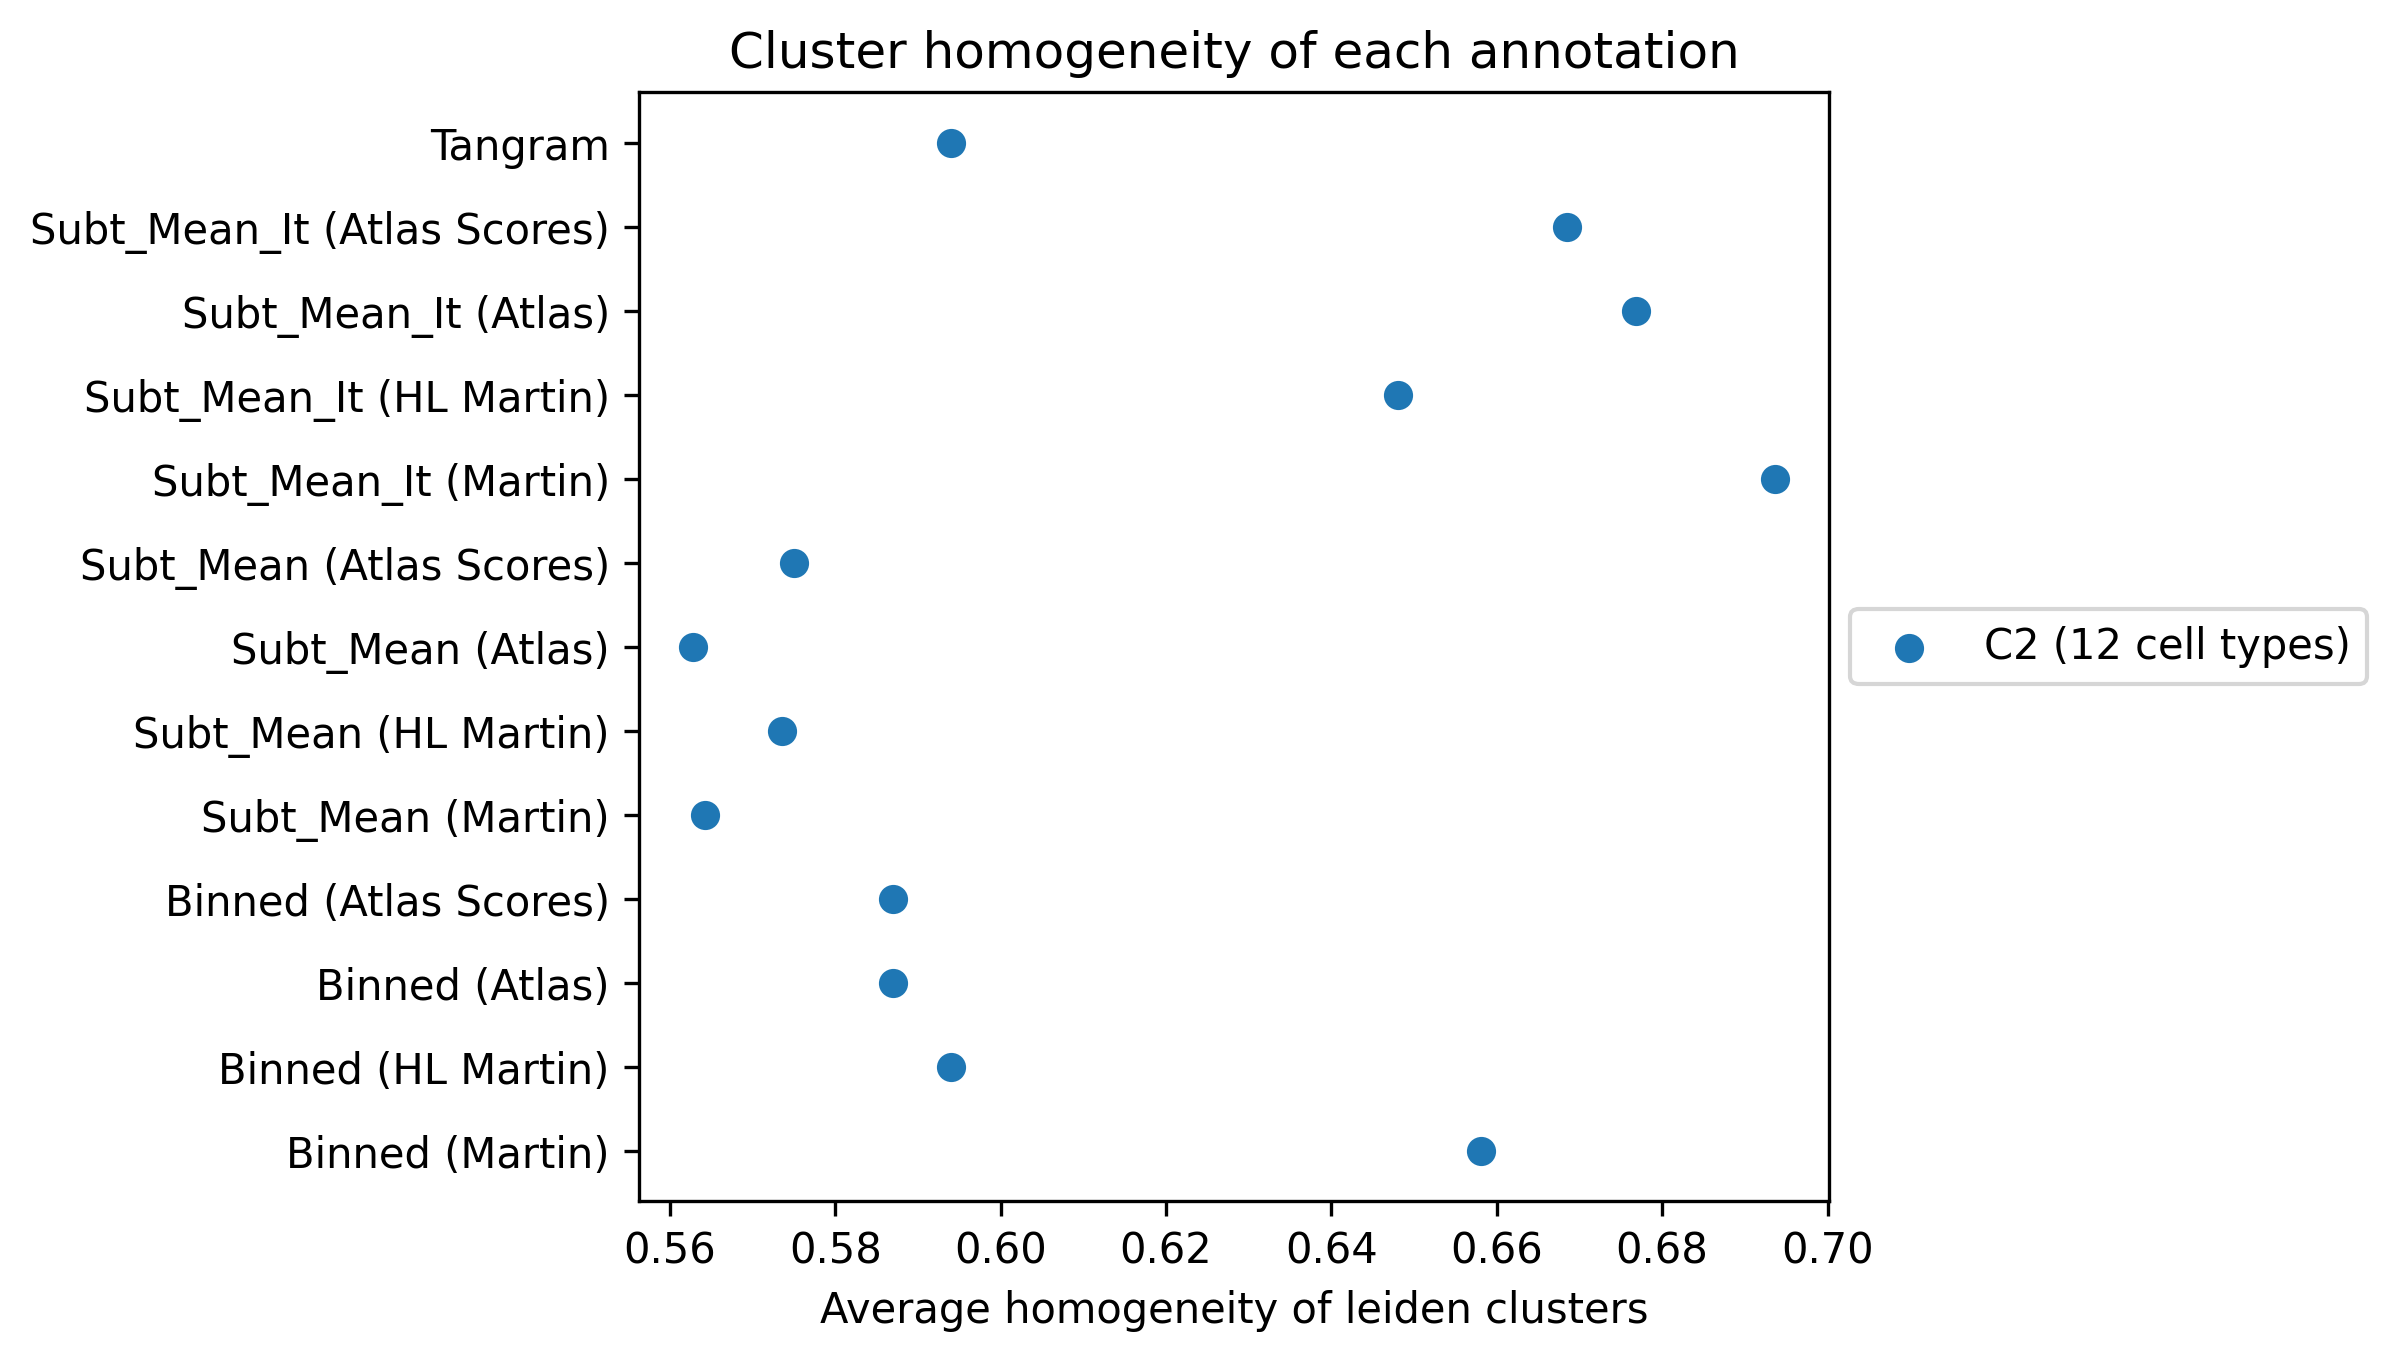 Cluster homogeneity of each annotation
Tangram
Subt_Mean_It (Atlas Scores)
Subt_Mean_It (Atlas)
Subt_Mean_It (HL Martin)
Subt_Mean_It (Martin)
Subt_Mean (Atlas Scores)
Subt_Mean (Atlas)
Subt_Mean (HL Martin)
Subt_Mean (Martin)
Binned (Atlas Scores)
Binned (Atlas)
Binned (HL Martin)
Binned (Martin)
0.56 0.58 0.60 0.62 0.64 0.66 0.68 0.70
Average homogeneity of leiden clusters
C2 (12 cell types)